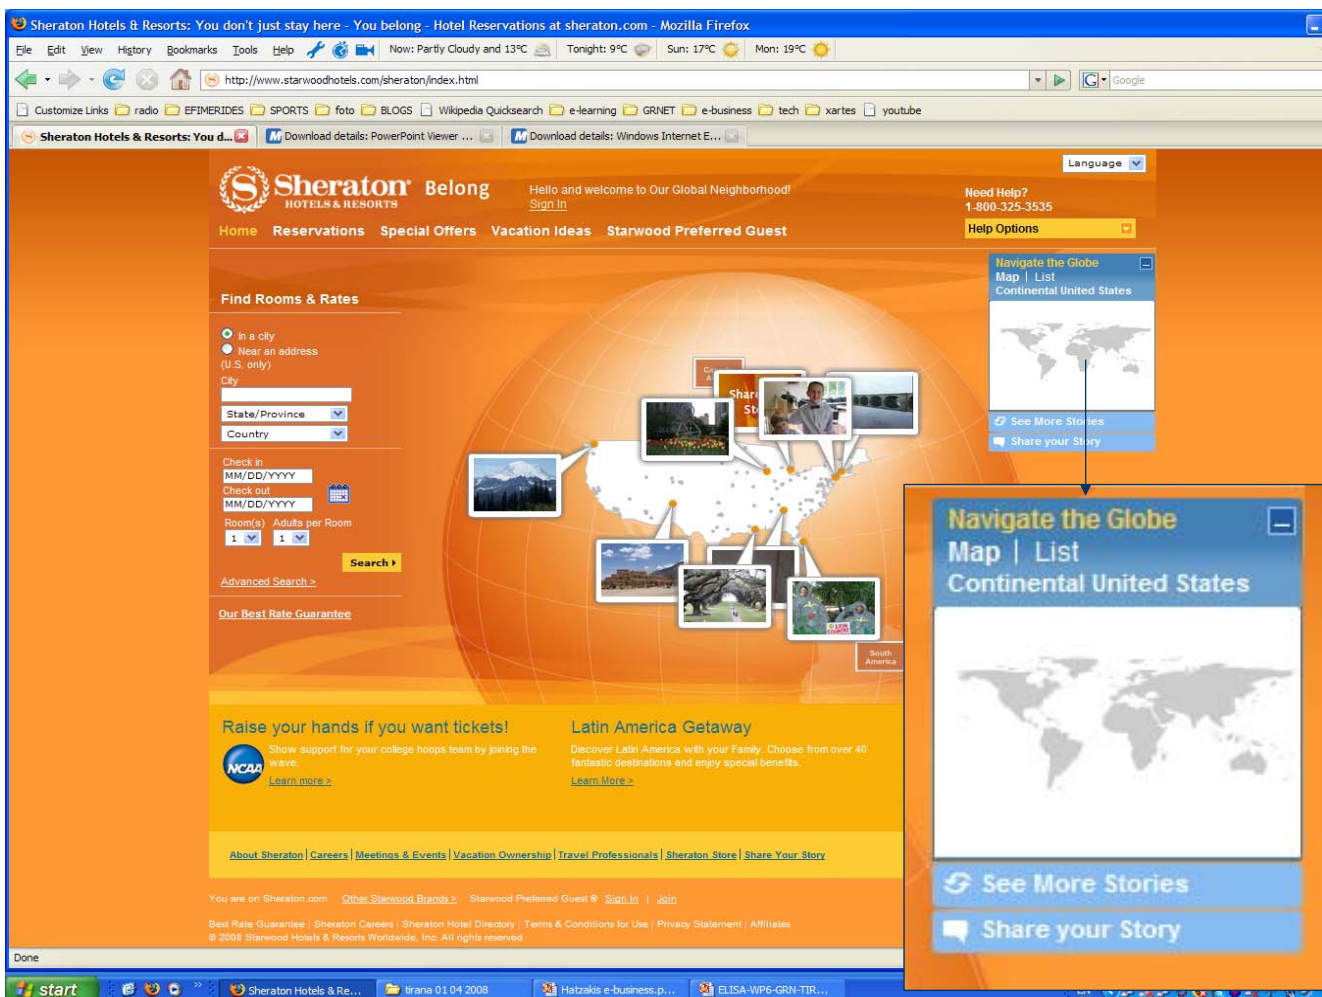 Sheraton Hotels & Resorts: You don't just stay here - You belong - Hotel Reservations at sheraton.com - Mozilla Firefox
File Edit View History Bookmarks Tools Help Now: Partly Cloudy and 13°C Tonight: 9°C Sun: 17°C Mon: 19°C
http://www.starwoodhotels.com/sheraton/index.html
G Google
Customize Links radio EFIMERIDES SPORTS foto BLOGS Wikipedia Quicksearch e-learning GRNET e-business tech xartes youtube
Sheraton Hotels & Resorts: You d... Download details: PowerPoint Viewer ... Download details: Windows Internet E...
Language
Sheraton Belong
HOTELS & RESORTS
Hello and welcome to Our Global Neighborhood!
Sign In
Need Help?
1-800-325-3535
Help Options
Home Reservations Special Offers Vacation Ideas Starwood Preferred Guest
Navigate the Globe
Map | List
Continental United States
See More Stories
Share your Story
Find Rooms & Rates
In a city
Near an address
(U.S. only)
City
State/Province
Country
Check in
MM/DD/YYYY
Check out
MM/DD/YYYY
Room(s) Adults per Room
1 1
Search
Advanced Search >
Our Best Rate Guarantee
South
America
Navigate the Globe
Map | List
Continental United States
See More Stories
Share your Story
Raise your hands if you want tickets!
NCAA
Show support for your college hoops team by joining the
wave.
Learn more >
Latin America Getaway
Discover Latin America with your Family. Choose from over 40
fantastic destinations and enjoy special benefits.
Learn More >
About Sheraton | Careers | Meetings & Events | Vacation Ownership | Travel Professionals | Sheraton Store | Share Your Story
You are on Sheraton.com Other Starwood Brands > Starwood Preferred Guest ® Sign In | Join
Best Rate Guarantee | Sheraton Careers | Sheraton Hotel Directory | Terms & Conditions for Use | Privacy Statement | Affiliates
© 2008 Starwood Hotels & Resorts Worldwide, Inc. All rights reserved.
Done
start Sheraton Hotels & Re... tirana 01 04 2008 Hatzakis e-business.p... ELISA-WP6-GRN-TIR...